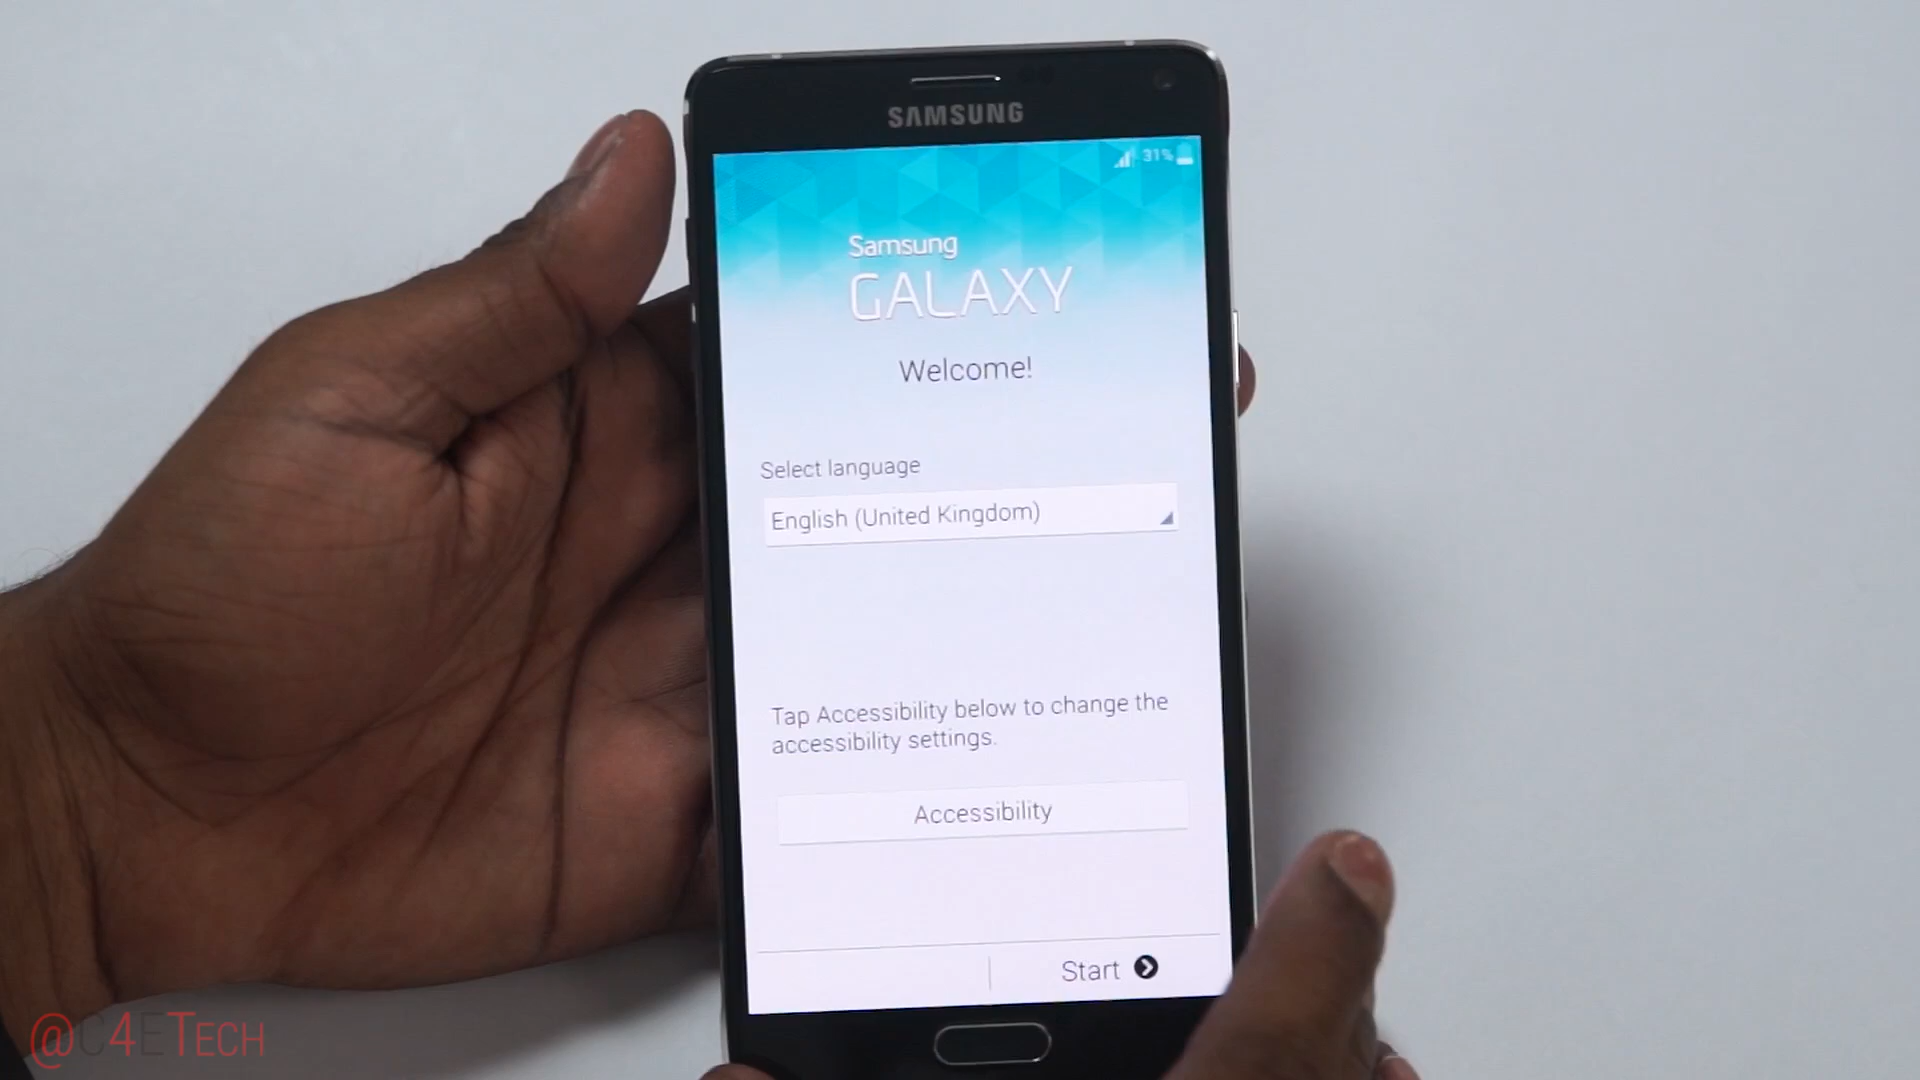 SAMSUNG
31%
Samsung
GALAXY
Welcome!
Select language
English (United Kingdom)
Tap Accessibility below to change the
accessibility settings.
Accessibility
Start
@C4ETECH